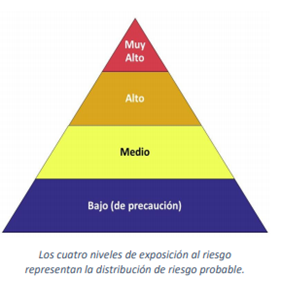 Muy
Alto
Alto
Medio
Bajo (de precaución)
Los cuatro niveles de exposición al riesgo
representan la distribución de riesgo probable.